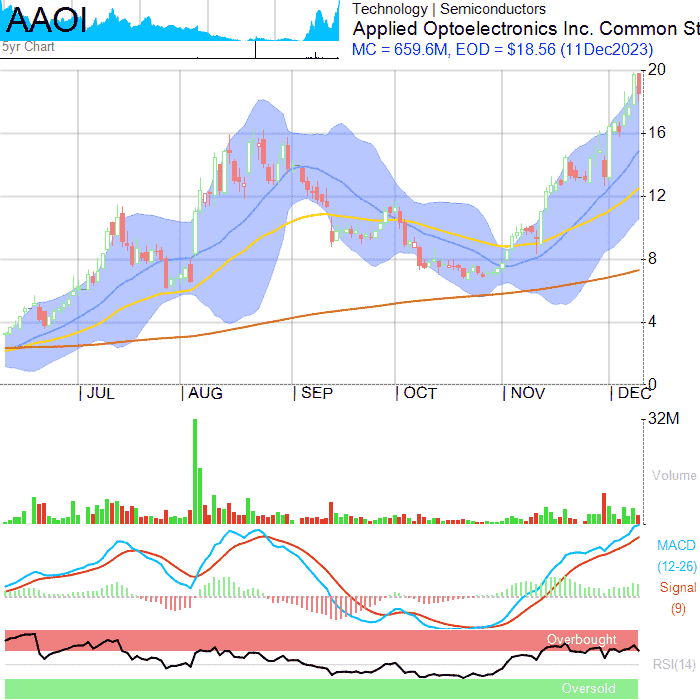 AAOI
5yr Chart
Technology | Semiconductors
Applied Optoelectronics Inc. Common St
MC = 659.6M, EOD = $18.56 (11Dec2023)
20
16
12
8
4
0
| JUL | AUG | SEP | OCT | NOV | DEC
32M
Volume
MACD
(12-26)
Signal
(9)
Overbought
RSI(14)
Oversold